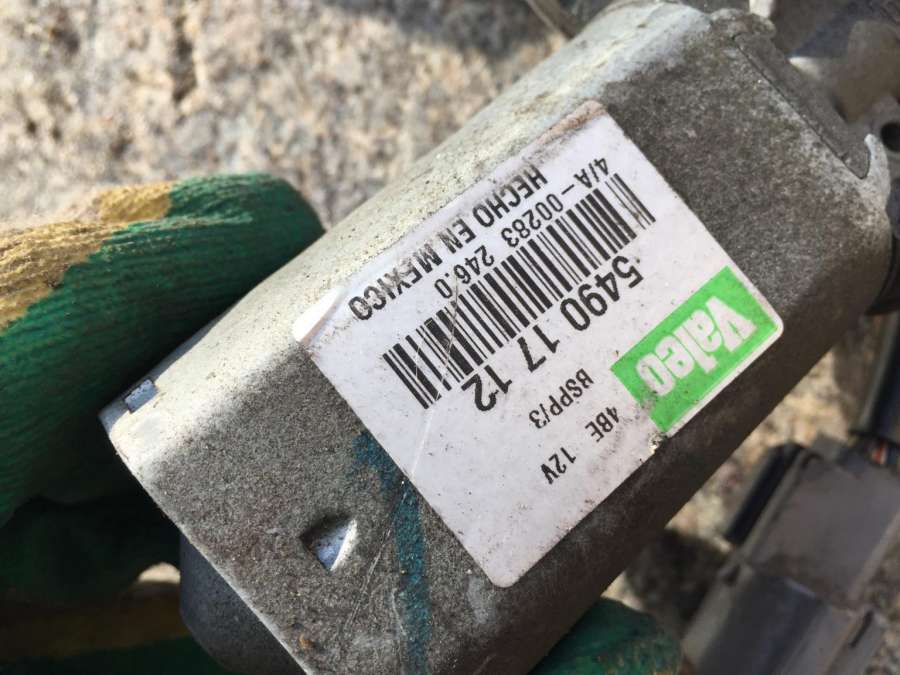 Valeo
4BE 12V
BSPP/3
5490 17 12
4/A-00283 246.0
HECHO EN MEXICO